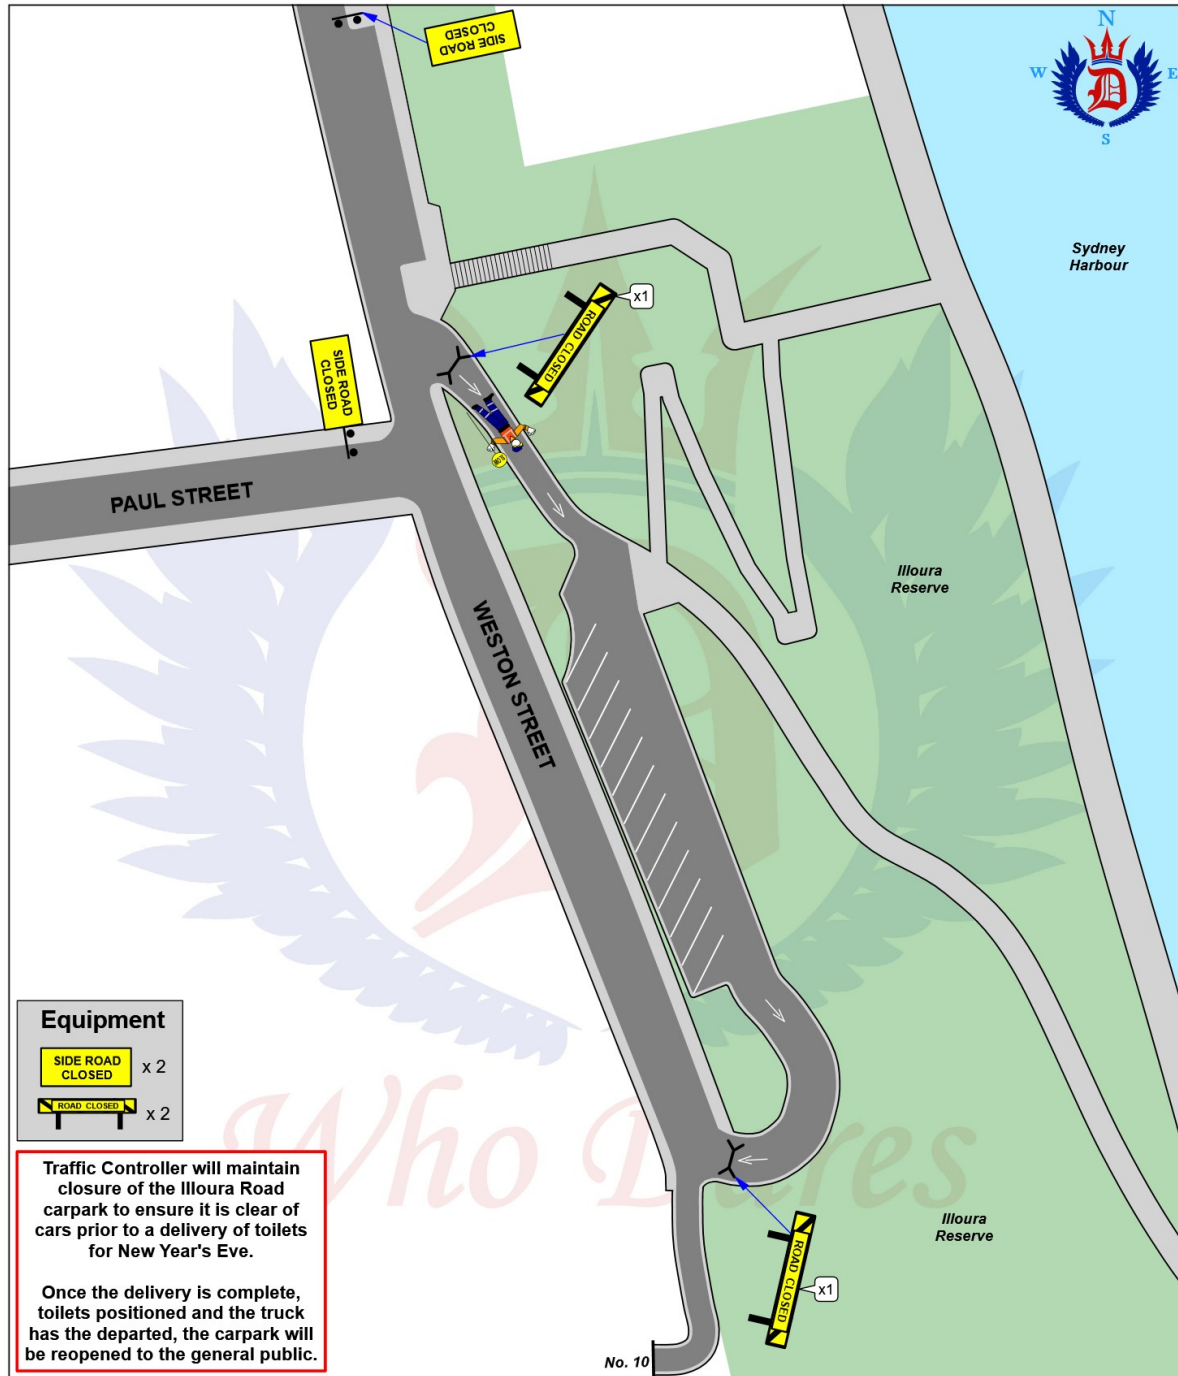 SIDE ROAD
CLOSED
N
W
E
S
D
Sydney
Harbour
x1
ROAD CLOSED
SIDE ROAD
CLOSED
PAUL STREET
WESTON STREET
Illoura
Reserve
Equipment
SIDE ROAD
CLOSED
x 2
ROAD CLOSED
x 2
Who Dares
Traffic Controller will maintain
closure of the Illoura Road
carpark to ensure it is clear of
cars prior to a delivery of toilets
for New Year's Eve.
Once the delivery is complete,
toilets positioned and the truck
has the departed, the carpark will
be reopened to the general public.
Illoura
Reserve
ROAD CLOSED
x1
No. 10